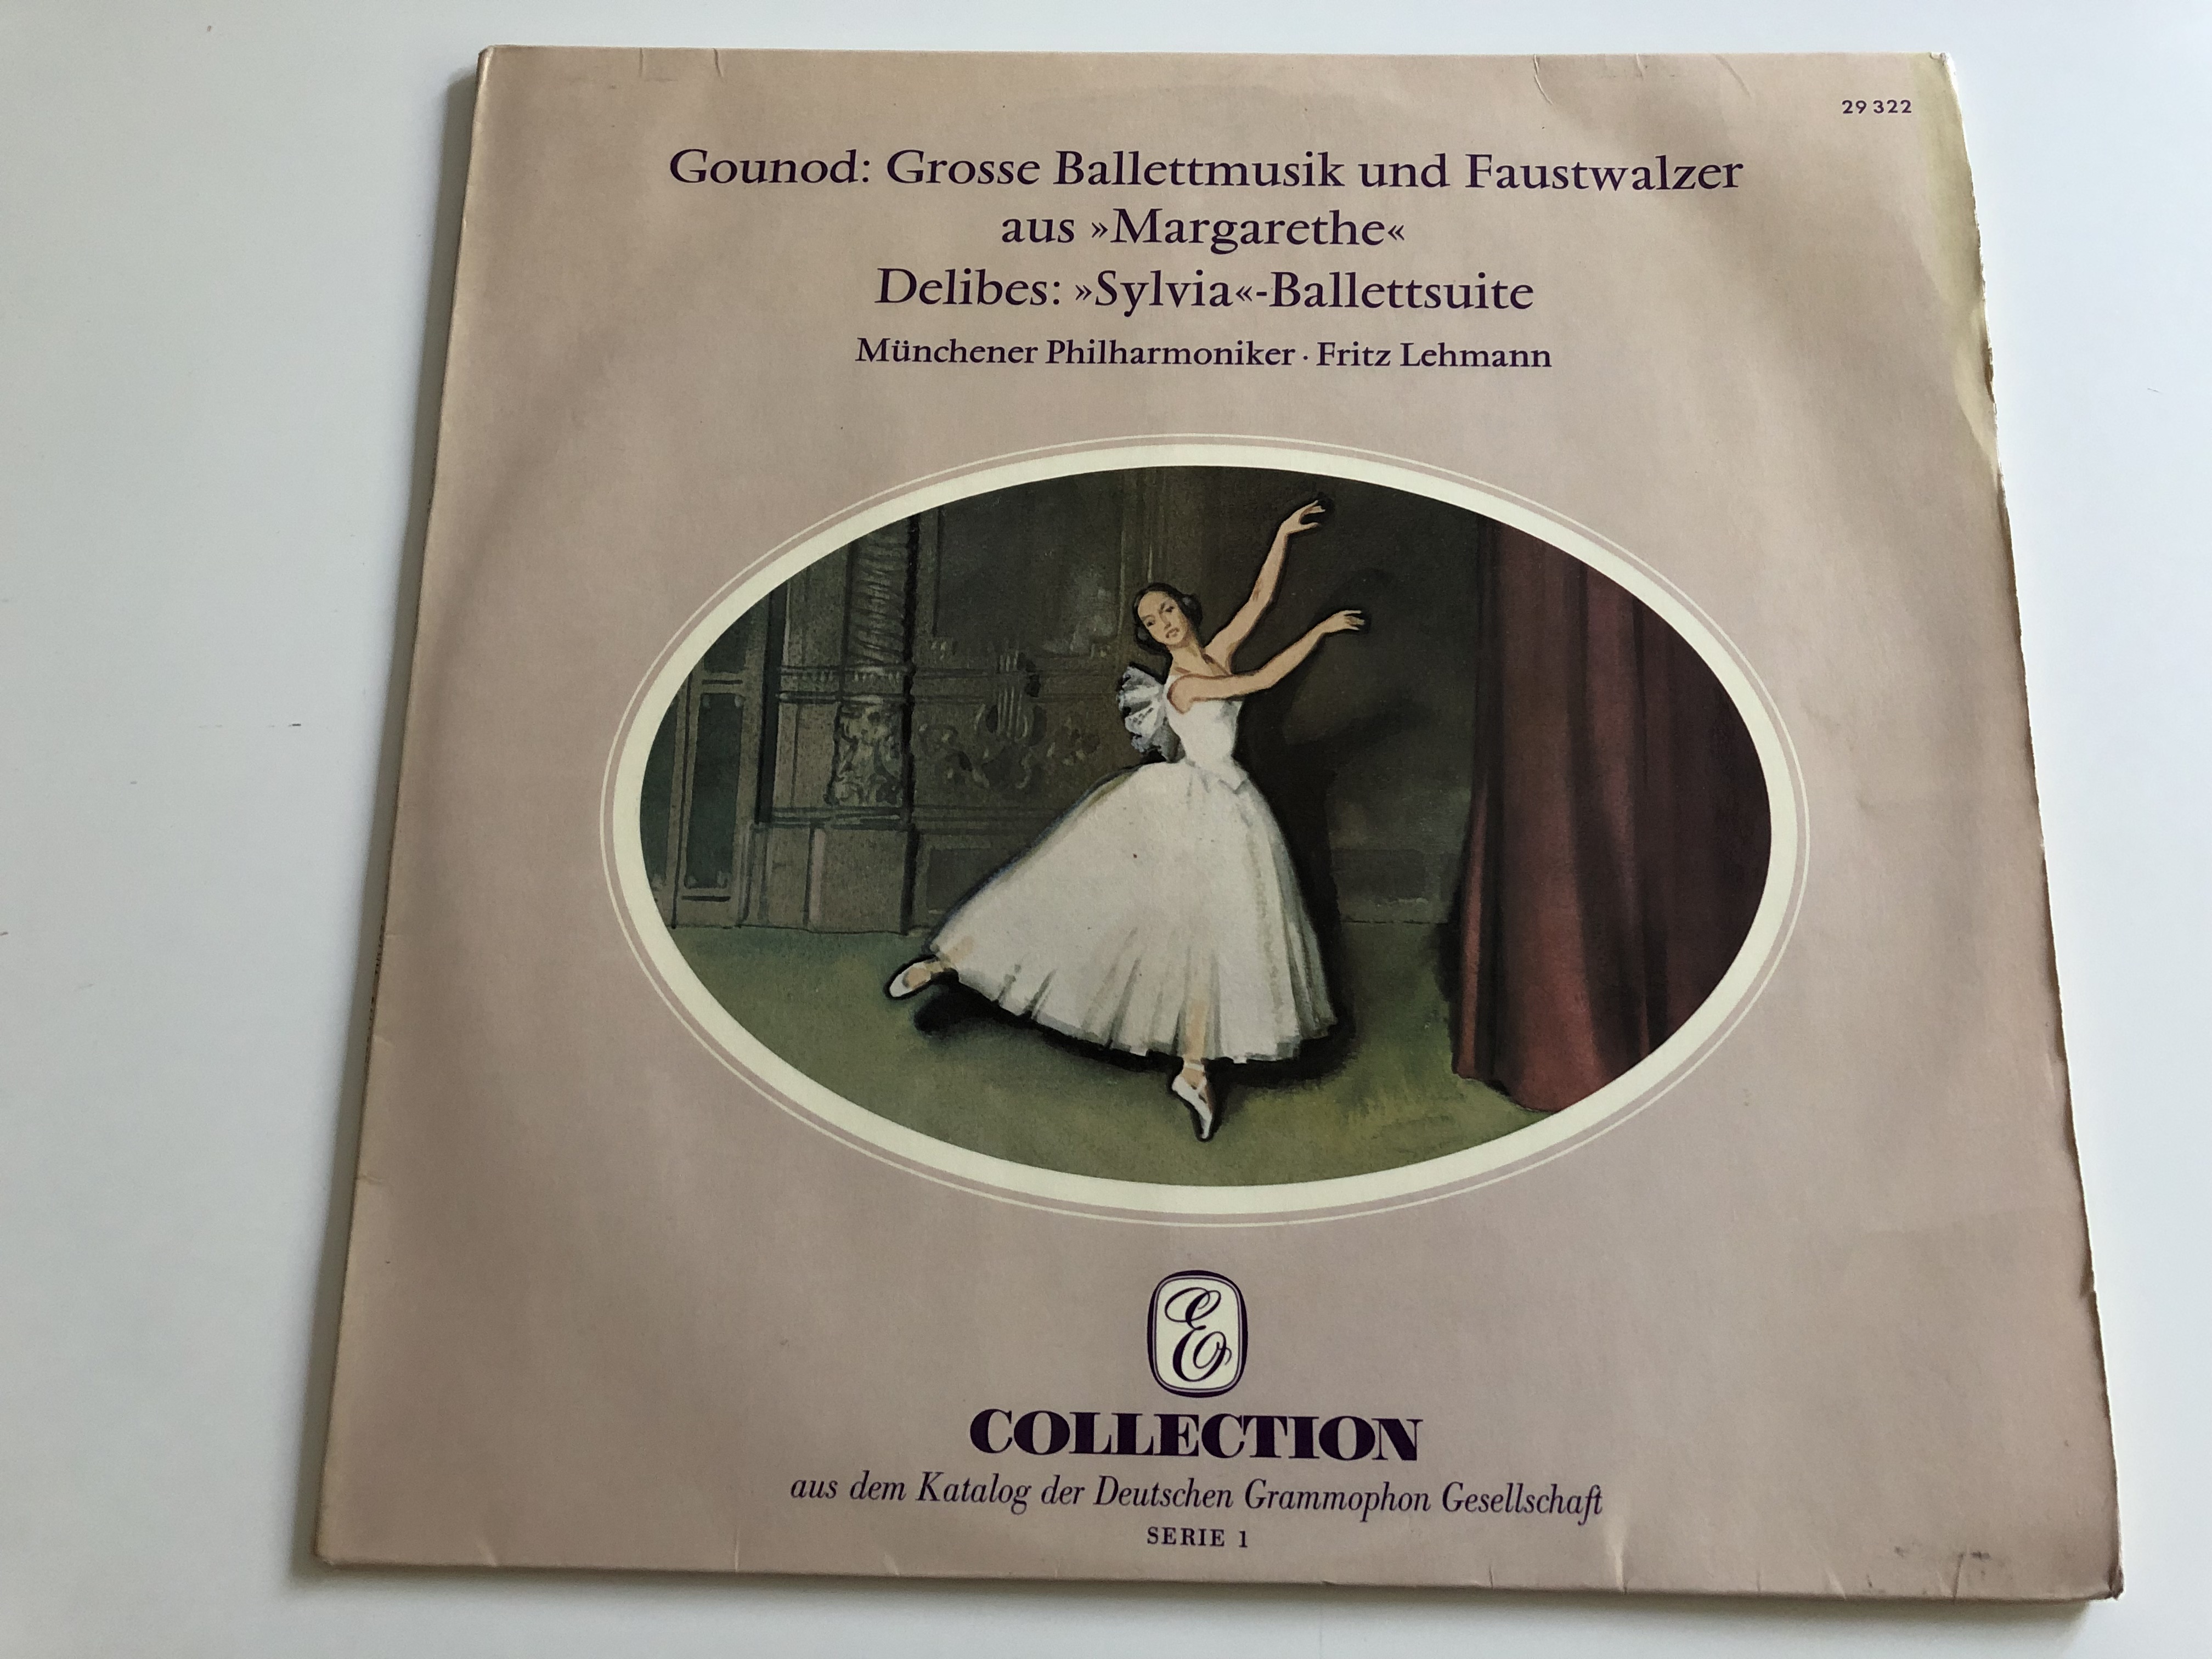 29 322
Gounod: Grosse Ballettmusik und Faustwalzer
aus »Margarethe«
Delibes: »Sylvia«-Ballettsuite
Münchener Philharmoniker · Fritz Lehmann
E
COLLECTION
aus dem Katalog der Deutschen Grammophon Gesellschaft
SERIE 1